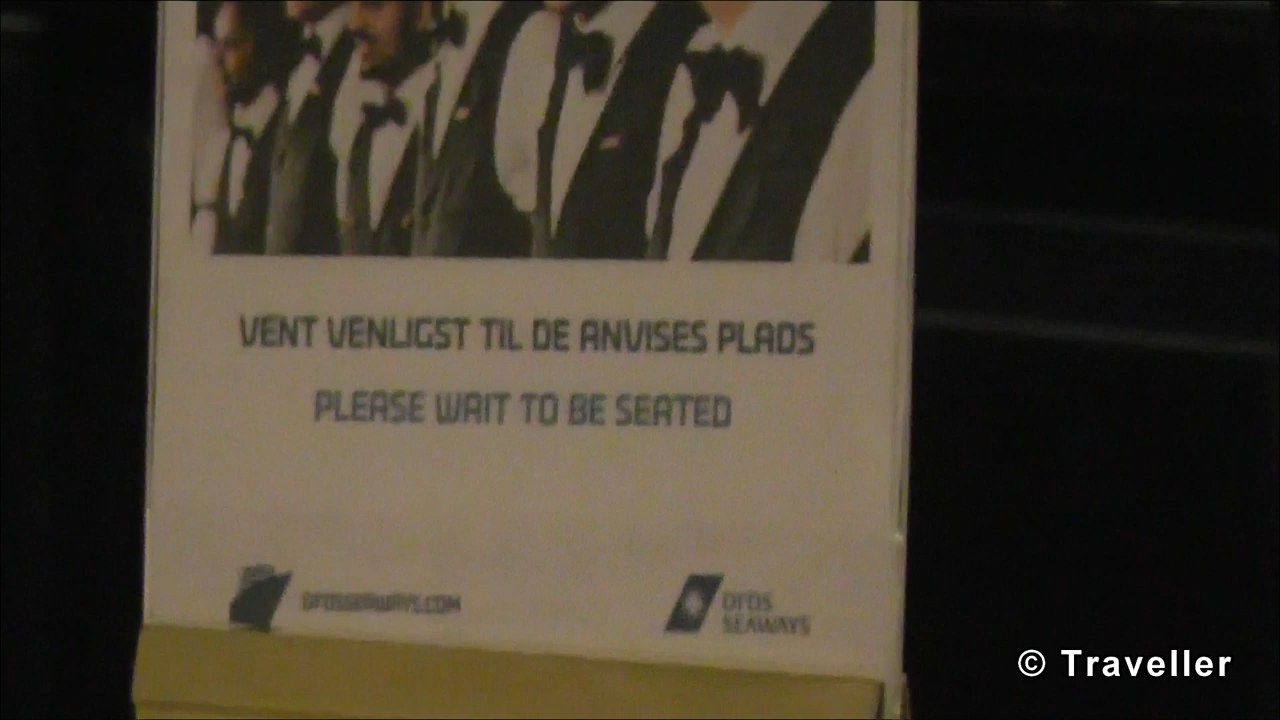 VENT VENLIGST TIL DE ANVISES PLADS
PLEASE WAIT TO BE SEATED
DFDSSEAWAYS.COM
DFDS
SEAWAYS
© Traveller